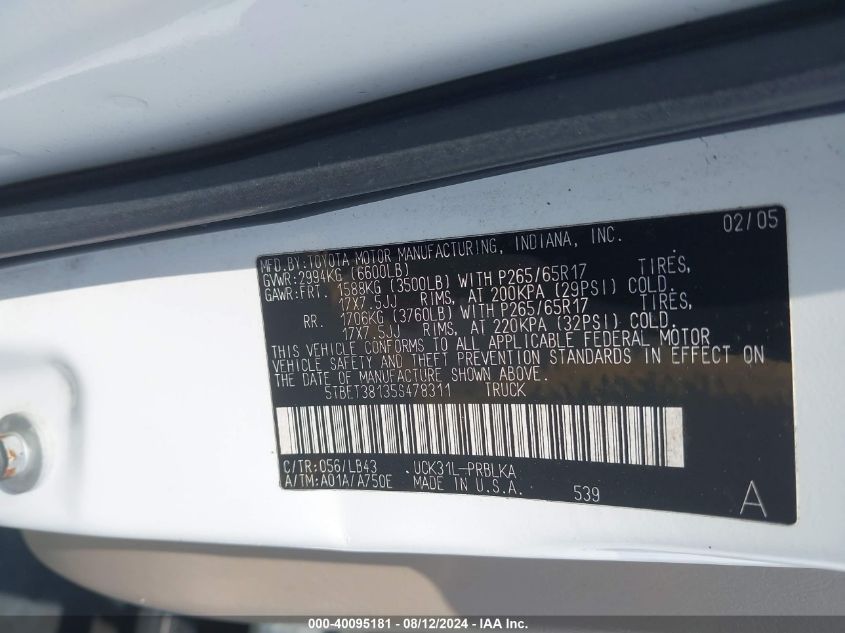 02/05
MFD.BY:TOYOTA MOTOR MANUFACTURING, INDIANA, INC.
GVWR:2994KG (6600LB)
GAWR:FRT. 1589KG (3500LB) WITH P265/65R17 TIRES,
17X7.5JJ RIMS, AT 200KPA (29PSI) COLD.
RR. 1706KG (3760LB) WITH P265/65R17 TIRES,
17X7.5JJ RIMS, AT 220KPA (32PSI) COLD.
THIS VEHICLE CONFORMS TO ALL APPLICABLE FEDERAL MOTOR
VEHICLE SAFETY AND THEFT PREVENTION STANDARDS IN EFFECT ON
THE DATE OF MANUFACTURE SHOWN ABOVE.
5TBET38135S478311 TRUCK
C/TR:056/LB43 UCK31L-PRBLKA
A/TM:A01A/A750E MADE IN U.S.A.
539 A
000-40095181 - 08/12/2024 - IAA Inc.